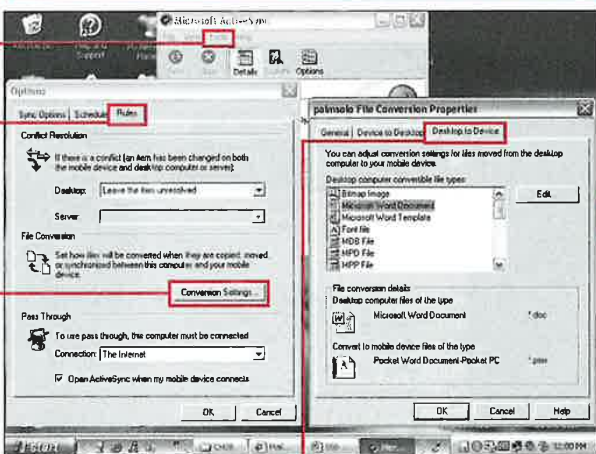 Microsoft ActiveSync
Tools
Support
Details
Options
Options
Sync Options
Schedule
Rules
Conflict Resolution
If there is a conflict (an item has been changed on both
the mobile device and desktop computer or server):
Desktop:
Leave the item unresolved
Server:
File Conversion
Set how files will be converted when they are copied, moved,
or synchronized between this computer and your mobile
device.
Conversion Settings...
Pass Through
To use pass through, this computer must be connected
Connection:
The Internet
Open ActiveSync when my mobile device connects
OK
Cancel
palmsolo File Conversion Properties
General
Device to Desktop
Desktop to Device
You can adjust conversion settings for files moved from the desktop
computer to your mobile device.
Desktop computer convertible file types:
Bitmap Image
Microsoft Word Document
Microsoft Word Template
Font file
MDB File
MPD File
MPP File
Edit
File conversion details
Desktop computer files of the type
Microsoft Word Document
*.doc
Convert to mobile device files of the type
Pocket Word Document-Pocket PC
*.psw
OK
Cancel
Help
start
12:00 PM